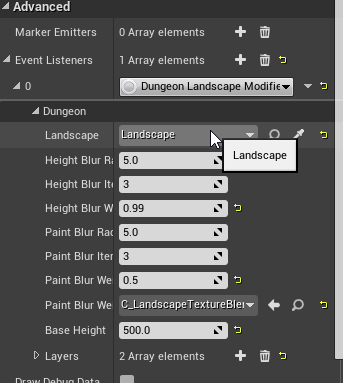 Advanced
Marker Emitters 0 Array elements
Event Listeners 1 Array elements
0 Dungeon Landscape Modifie
Dungeon
Landscape Landscape
Landscape
Height Blur Ra 5.0
Height Blur Ite 3
Height Blur W 0.99
Paint Blur Rad 5.0
Paint Blur Iter 3
Paint Blur We 0.5
Paint Blur We C_LandscapeTextureBle
Base Height 500.0
Layers 2 Array elements
Draw Debug Data